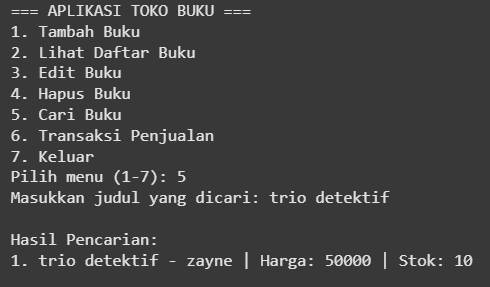 === APLIKASI TOKO BUKU ===
1. Tambah Buku
2. Lihat Daftar Buku
3. Edit Buku
4. Hapus Buku
5. Cari Buku
6. Transaksi Penjualan
7. Keluar
Pilih menu (1-7): 5
Masukkan judul yang dicari: trio detektif
Hasil Pencarian:
1. trio detektif - zayne | Harga: 50000 | Stok: 10